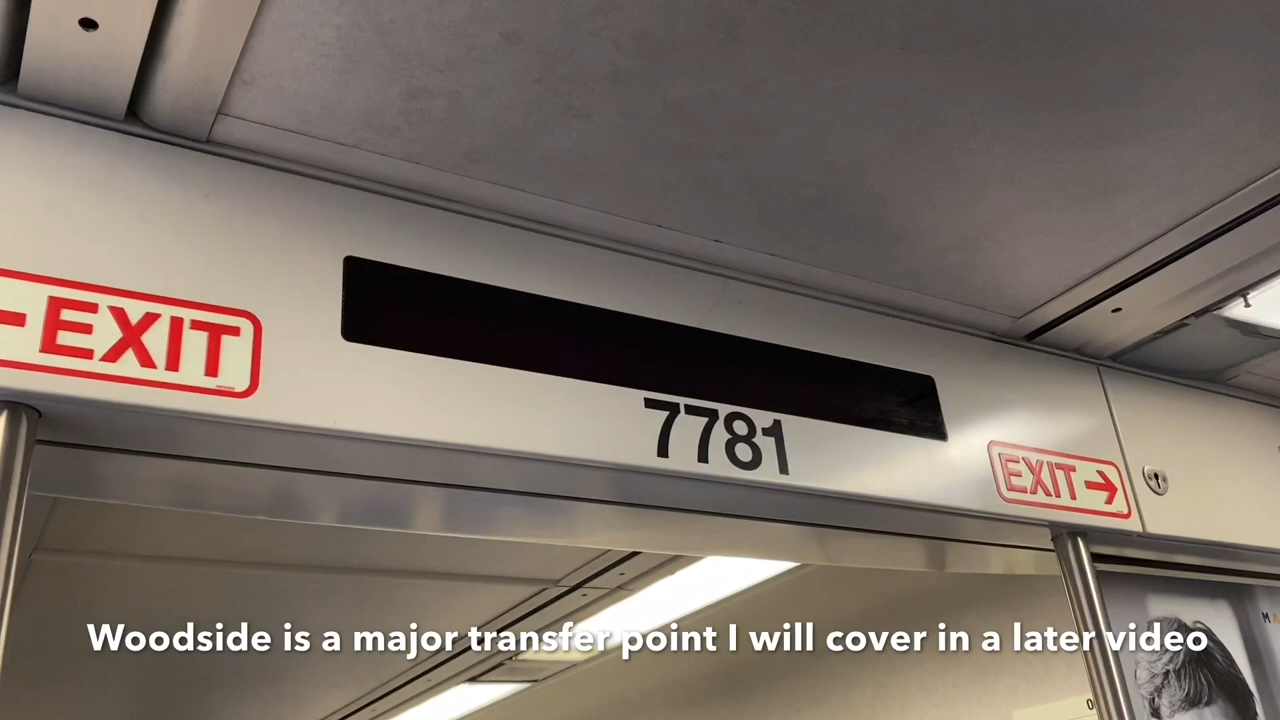 EXIT
7781
EXIT
Woodside is a major transfer point I will cover in a later video